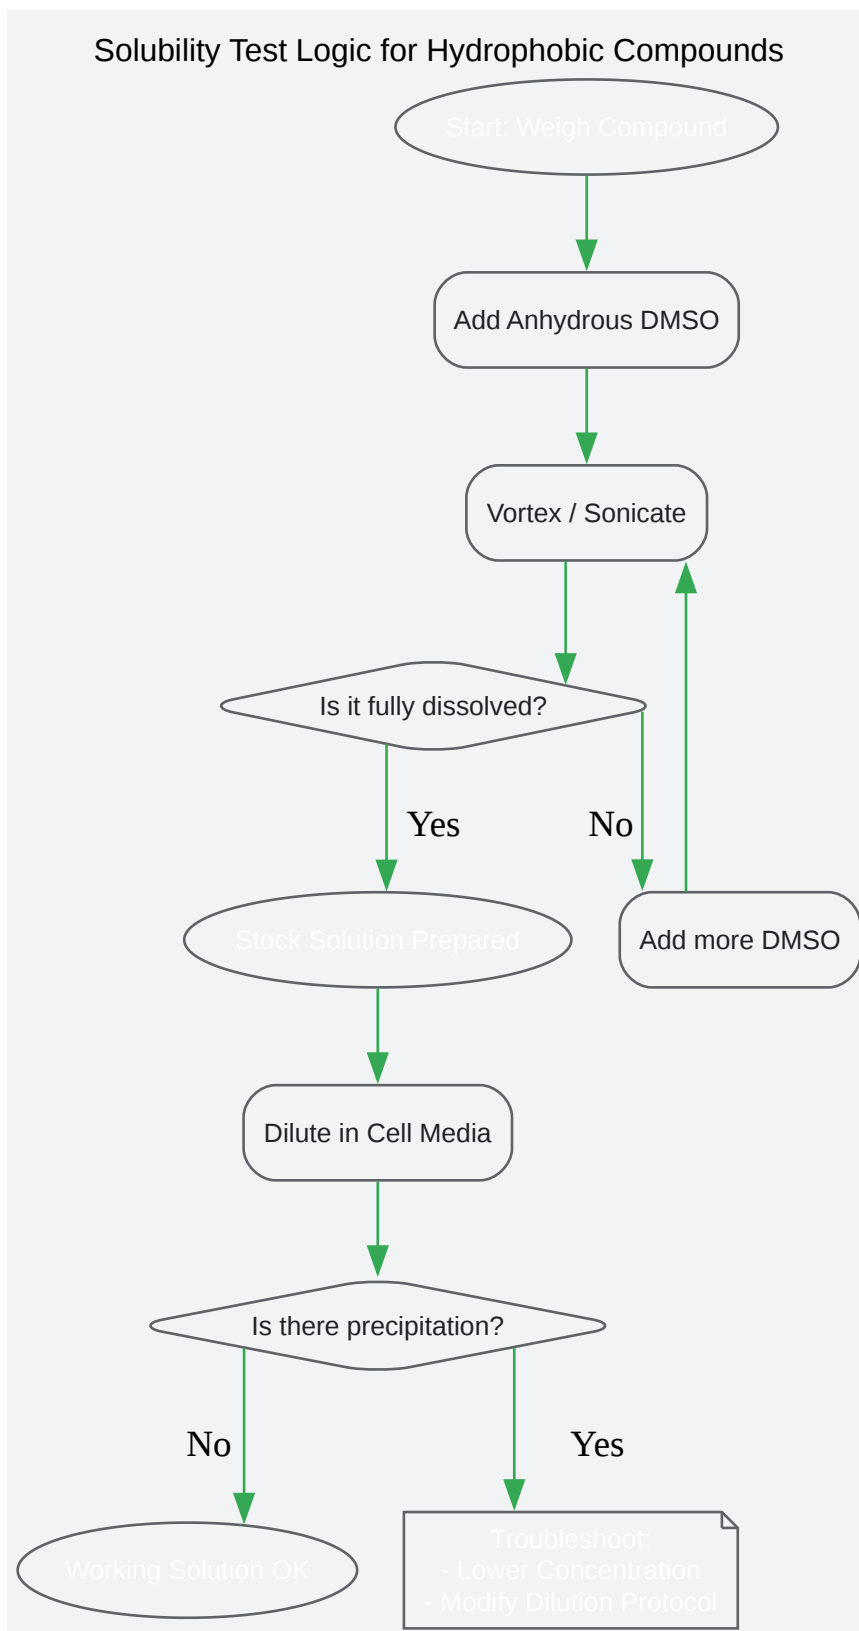 Solubility Test Logic for Hydrophobic Compounds
Start: Weigh Compound
Add Anhydrous DMSO
Vortex / Sonicate
Is it fully dissolved?
Yes
No
Stock Solution Prepared
Add more DMSO
Dilute in Cell Media
Is there precipitation?
No
Yes
Working Solution OK
Troubleshoot:
- Lower Concentration
- Modify Dilution Protocol